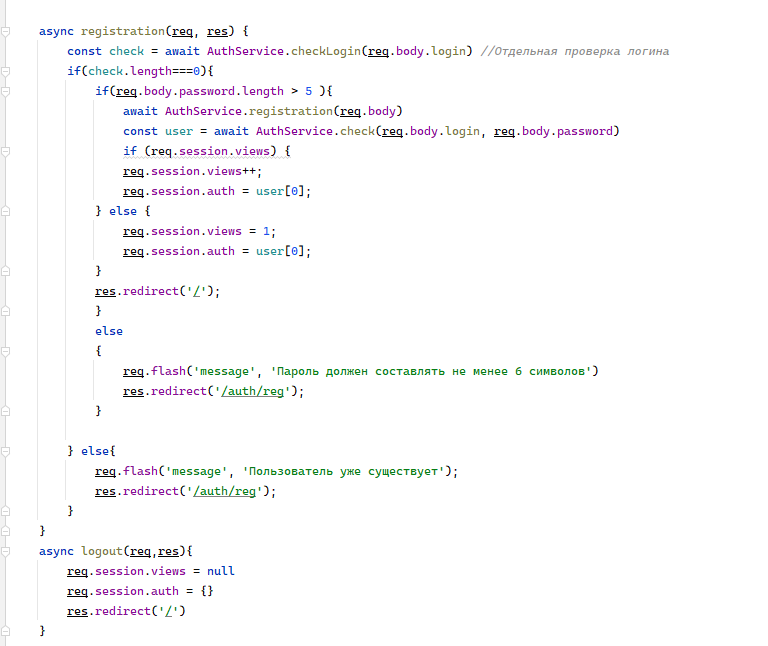 async registration(req, res) {
    const check = await AuthService.checkLogin(req.body.login) //Отдельная проверка логина
    if(check.length===0){
        if(req.body.password.length > 5 ){
            await AuthService.registration(req.body)
            const user = await AuthService.check(req.body.login, req.body.password)
            if (req.session.views) {
            req.session.views++;
            req.session.auth = user[0];
        } else {
            req.session.views = 1;
            req.session.auth = user[0];
        }
        res.redirect('/');
        }
        else
        {
            req.flash('message', 'Пароль должен составлять не менее 6 символов')
            res.redirect('/auth/reg');
        }

    } else{
        req.flash('message', 'Пользователь уже существует');
        res.redirect('/auth/reg');
    }
}
async logout(req,res){
    req.session.views = null
    req.session.auth = {}
    res.redirect('/')
}